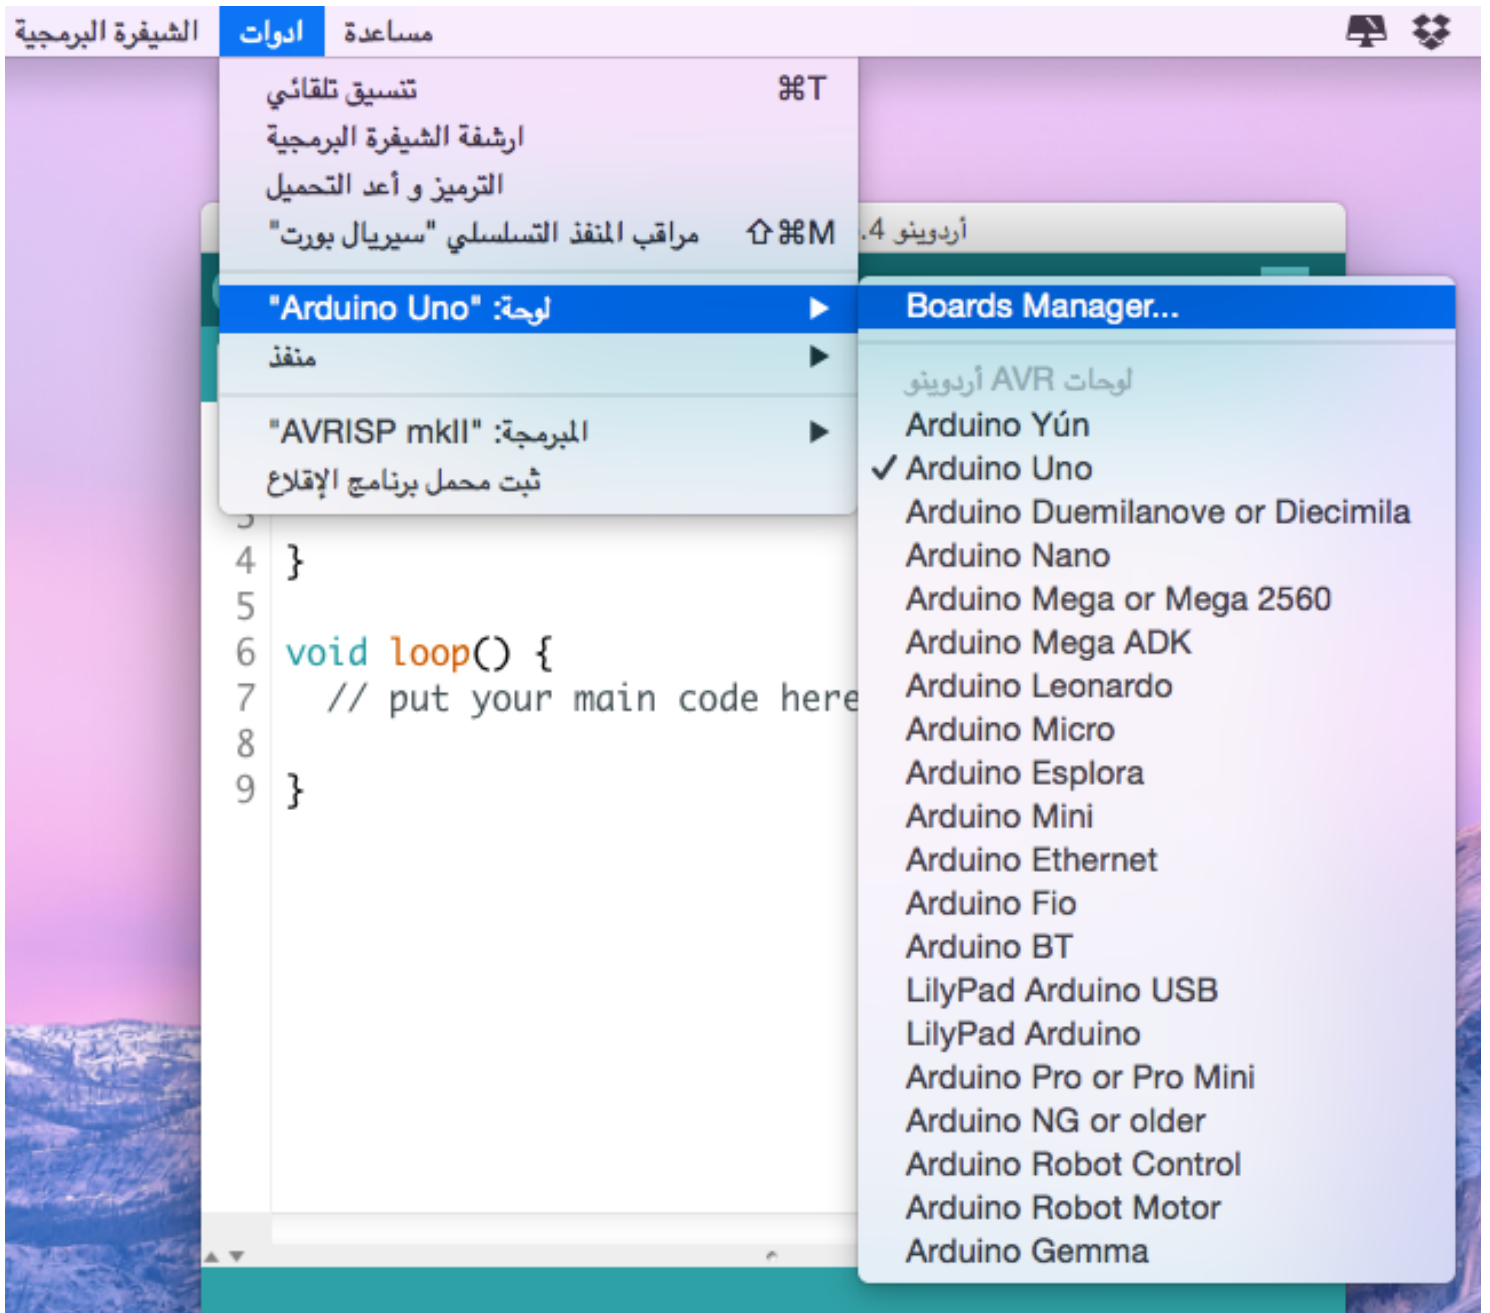 الشيفرة البرمجية ادوات مساعدة
تنسيق تلقائي ⌘T
ارشفة الشيفرة البرمجية
الترميز و أعد التحميل
مراقب المنفذ التسلسلي "سيريال بورت" ⇧⌘M
أردوينو 4.
لوحة: "Arduino Uno"
منفذ
المبرمجة: "AVRISP mkII"
ثبت محمل برنامج الإقلاع
Boards Manager...
لوحات AVR أردوينو
Arduino Yún
✓ Arduino Uno
Arduino Duemilanove or Diecimila
Arduino Nano
Arduino Mega or Mega 2560
Arduino Mega ADK
Arduino Leonardo
Arduino Micro
Arduino Esplora
Arduino Mini
Arduino Ethernet
Arduino Fio
Arduino BT
LilyPad Arduino USB
LilyPad Arduino
Arduino Pro or Pro Mini
Arduino NG or older
Arduino Robot Control
Arduino Robot Motor
Arduino Gemma
3
4 }
5
6 void loop() {
7 // put your main code here
8
9 }